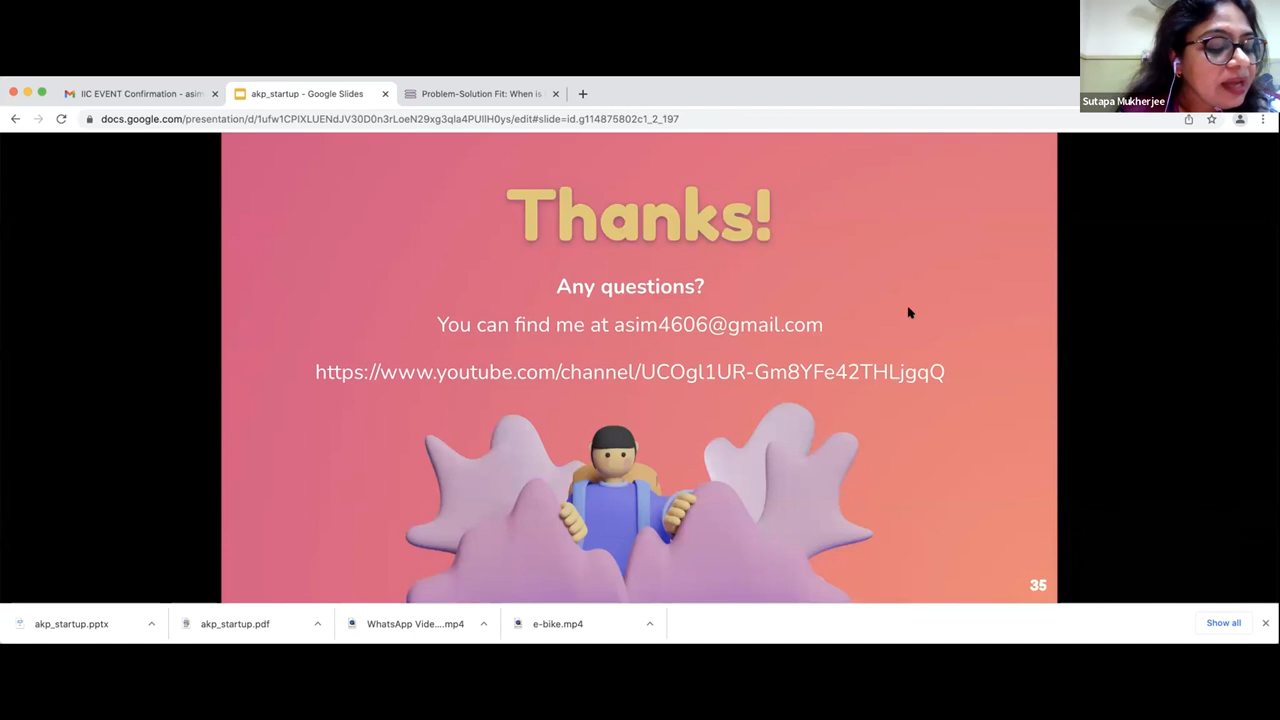 Sutapa Mukherjee
IIC EVENT Confirmation - asim
akp_startup - Google Slides
Problem-Solution Fit: When is
docs.google.com/presentation/d/1ufw1CPIXLUENdJV30D0n3rLoeN29xg3qla4PUIIH0ys/edit#slide=id.g114875802c1_2_197
Thanks!
Any questions?
You can find me at asim4606@gmail.com
https://www.youtube.com/channel/UCOgl1UR-Gm8YFe42THLjgqQ
35
akp_startup.pptx
akp_startup.pdf
WhatsApp Vide....mp4
e-bike.mp4
Show all